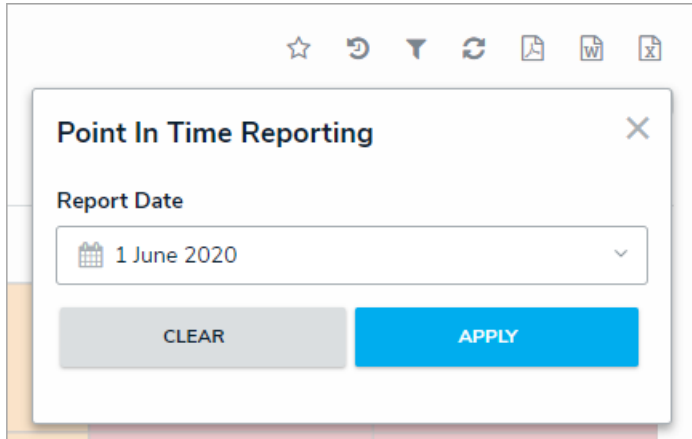 W
X
Point In Time Reporting
Report Date
1 June 2020
CLEAR
APPLY